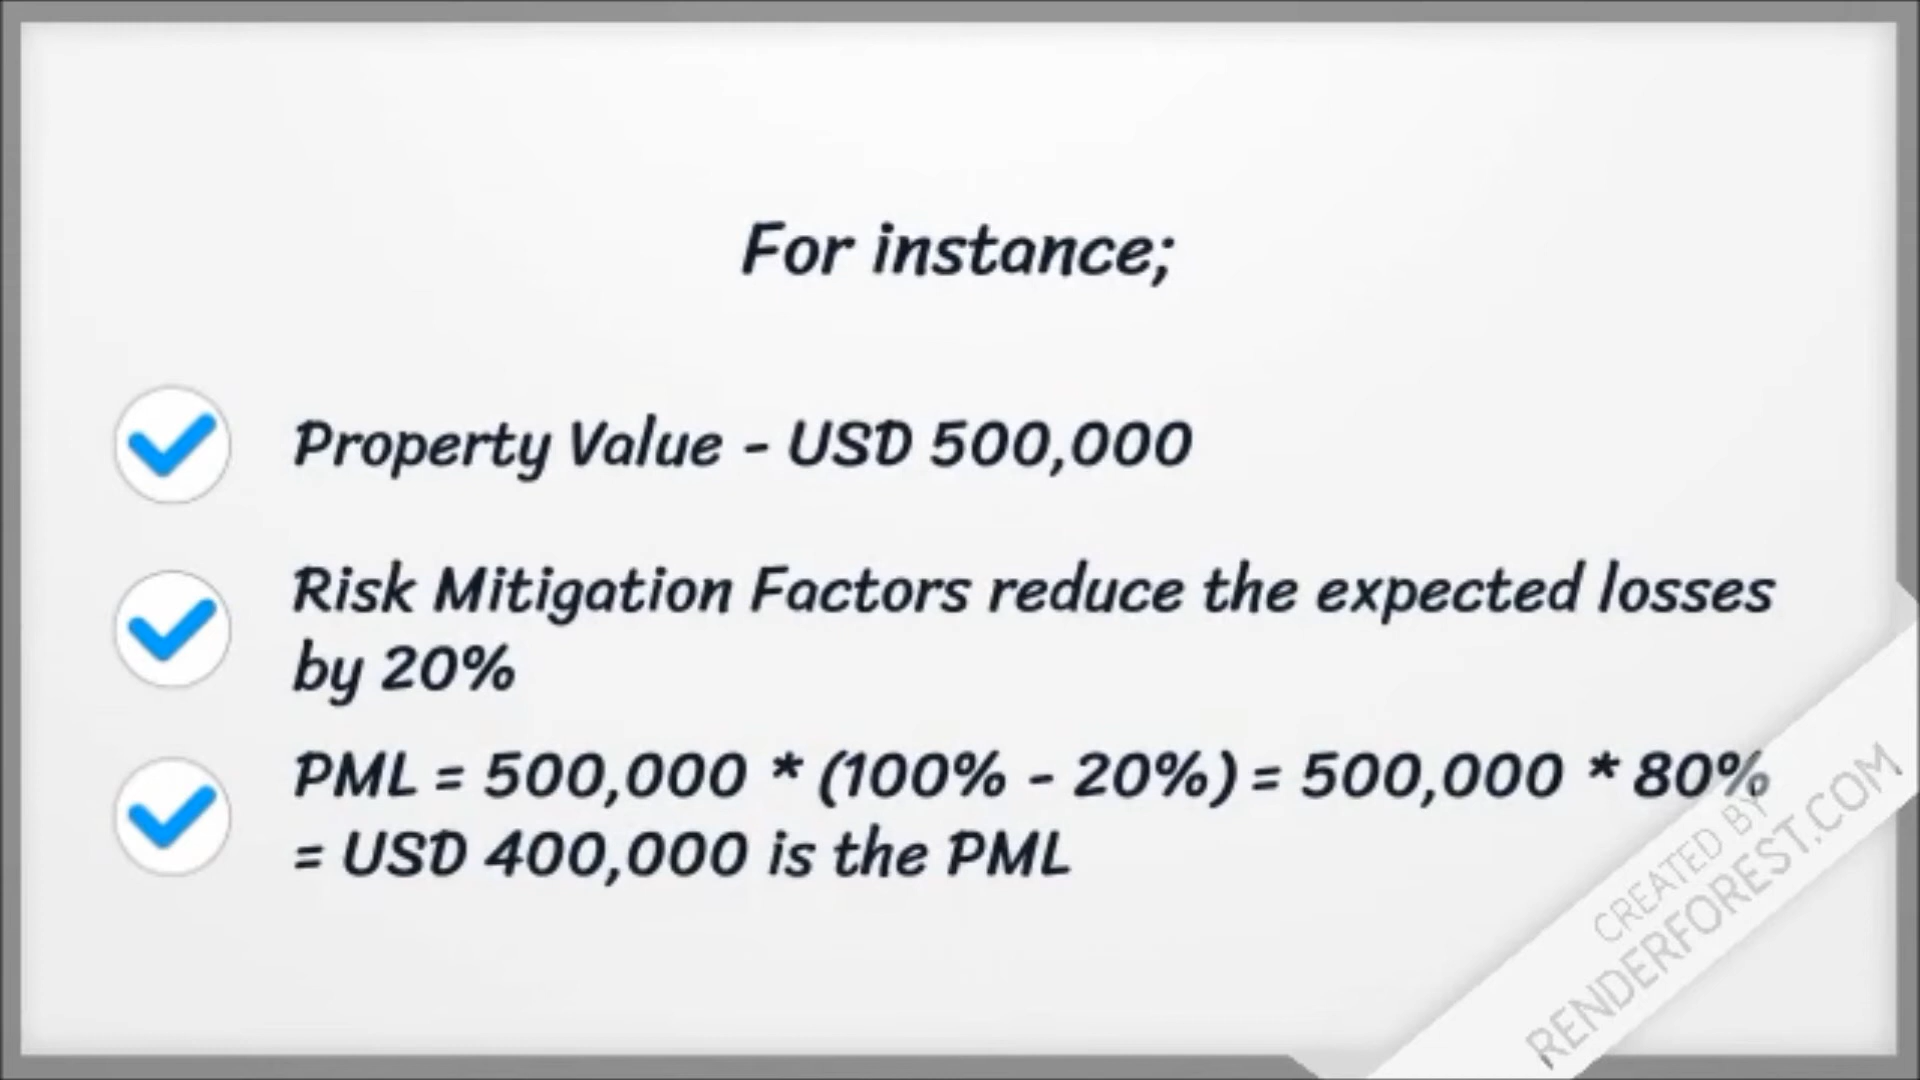 For instance;
Property Value - USD 500,000
Risk Mitigation Factors reduce the expected losses
by 20%
PML = 500,000 * (100% - 20%) = 500,000 * 80%
= USD 400,000 is the PML
CREATED BY
RENDERFOREST.COM